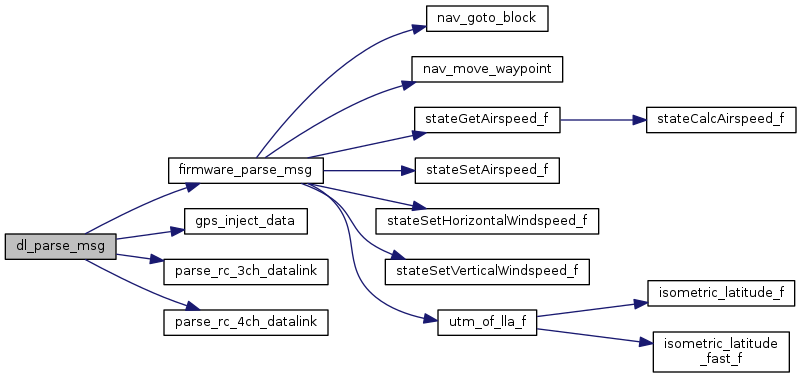 nav_goto_block
nav_move_waypoint
stateGetAirspeed_f
stateCalcAirspeed_f
firmware_parse_msg
stateSetAirspeed_f
gps_inject_data
stateSetHorizontalWindspeed_f
dl_parse_msg
parse_rc_3ch_datalink
stateSetVerticalWindspeed_f
isometric_latitude_f
parse_rc_4ch_datalink
utm_of_lla_f
isometric_latitude
_fast_f